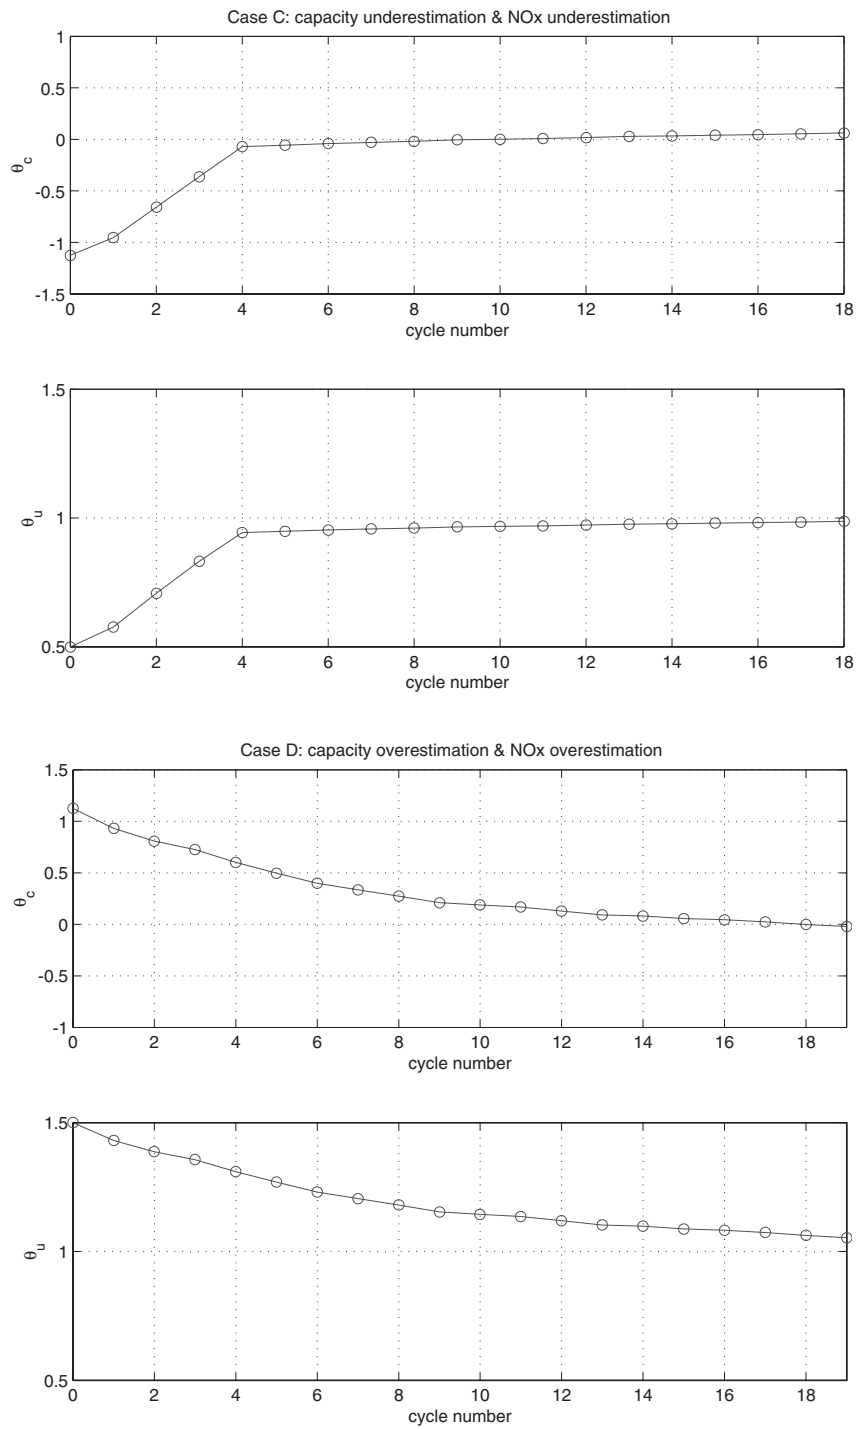 Case C: capacity underestimation & NOx underestimation
1
0.5
0
-0.5
-1
-1.5
θc
0 2 4 6 8 10 12 14 16 18
cycle number
1.5
1
0.5
θu
0 2 4 6 8 10 12 14 16 18
cycle number
Case D: capacity overestimation & NOx overestimation
1.5
1
0.5
0
-0.5
-1
θc
0 2 4 6 8 10 12 14 16 18
cycle number
1.5
1
0.5
θu
0 2 4 6 8 10 12 14 16 18
cycle number